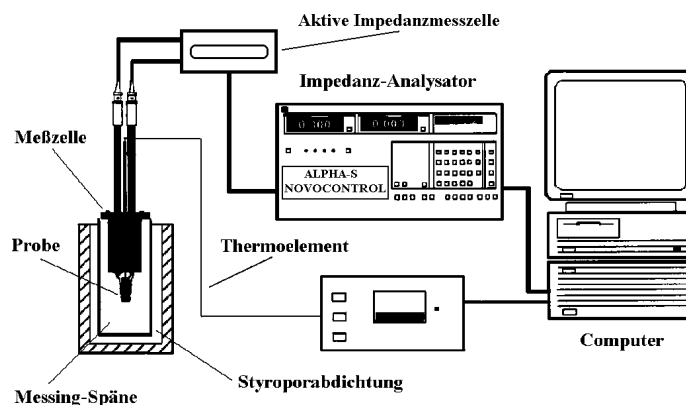 Aktive Impedanzmesszelle
Impedanz-Analysator
Meßzelle
ALPHA-S
NOVOCONTROL
Probe
Thermoelement
Computer
Styroporabdichtung
Messing-Späne